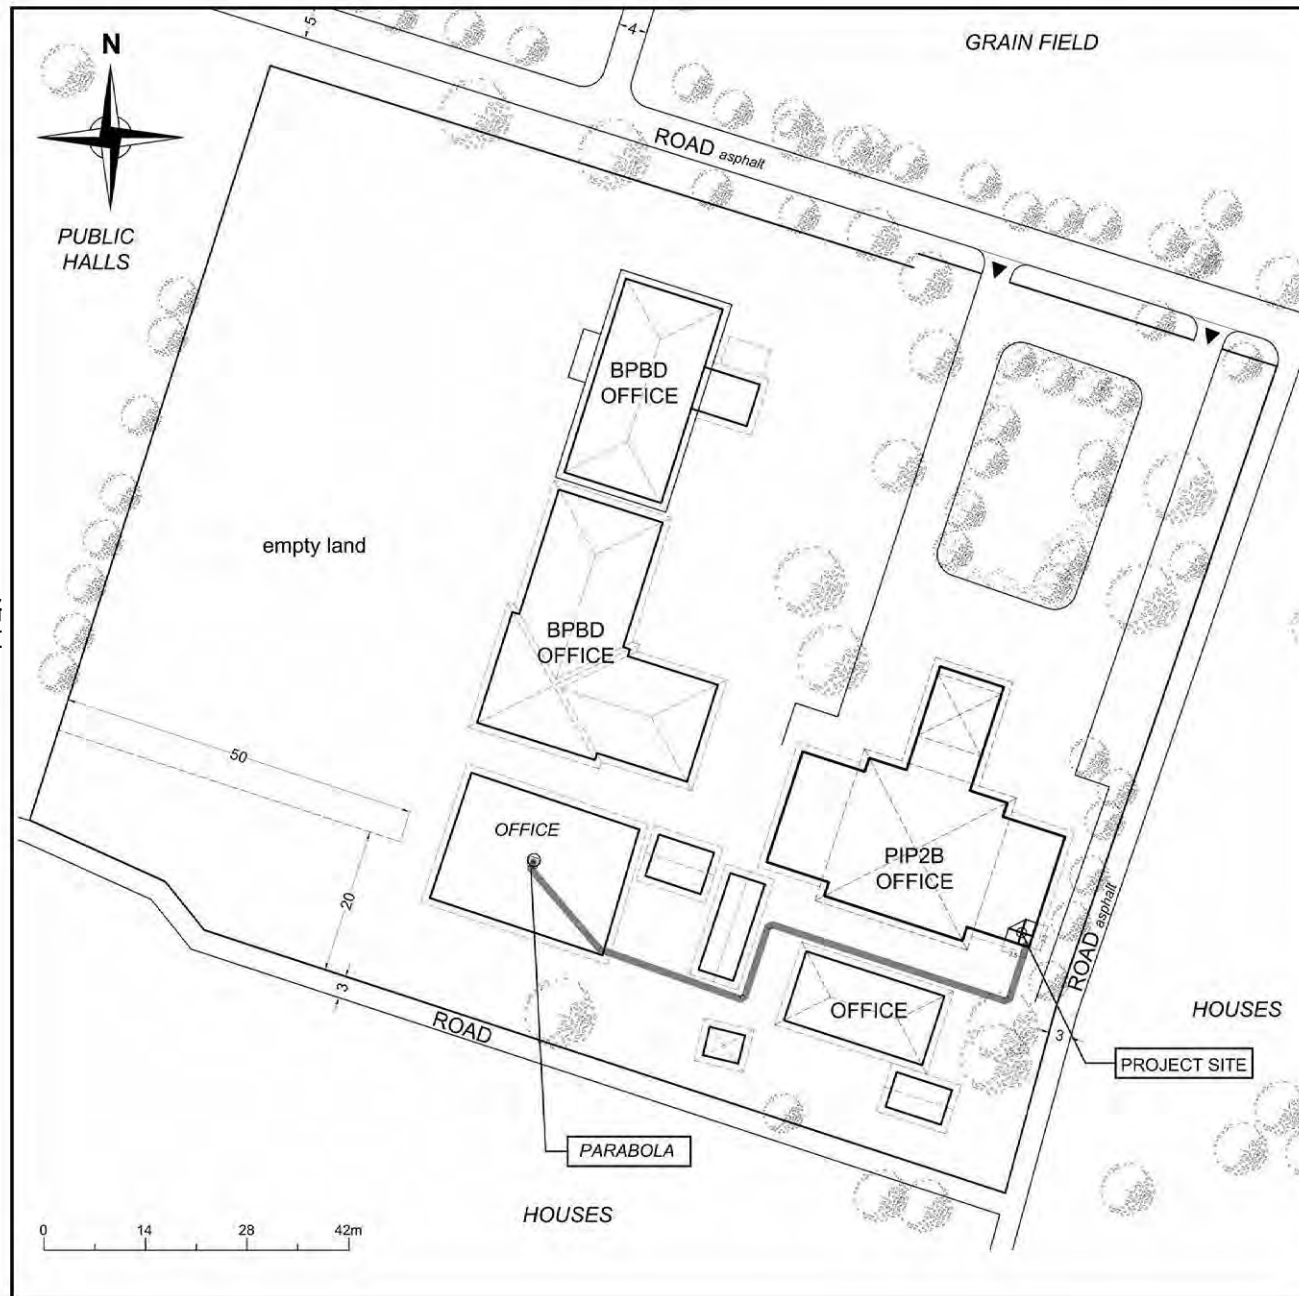 5
4
GRAIN FIELD
N
ROAD asphalt
PUBLIC
HALLS
BPBD
OFFICE
empty land
BPBD
OFFICE
50
OFFICE
PIP2B
OFFICE
20
ROAD asphalt
3
OFFICE
HOUSES
ROAD
3
PROJECT SITE
PARABOLA
HOUSES
0 14 28 42m